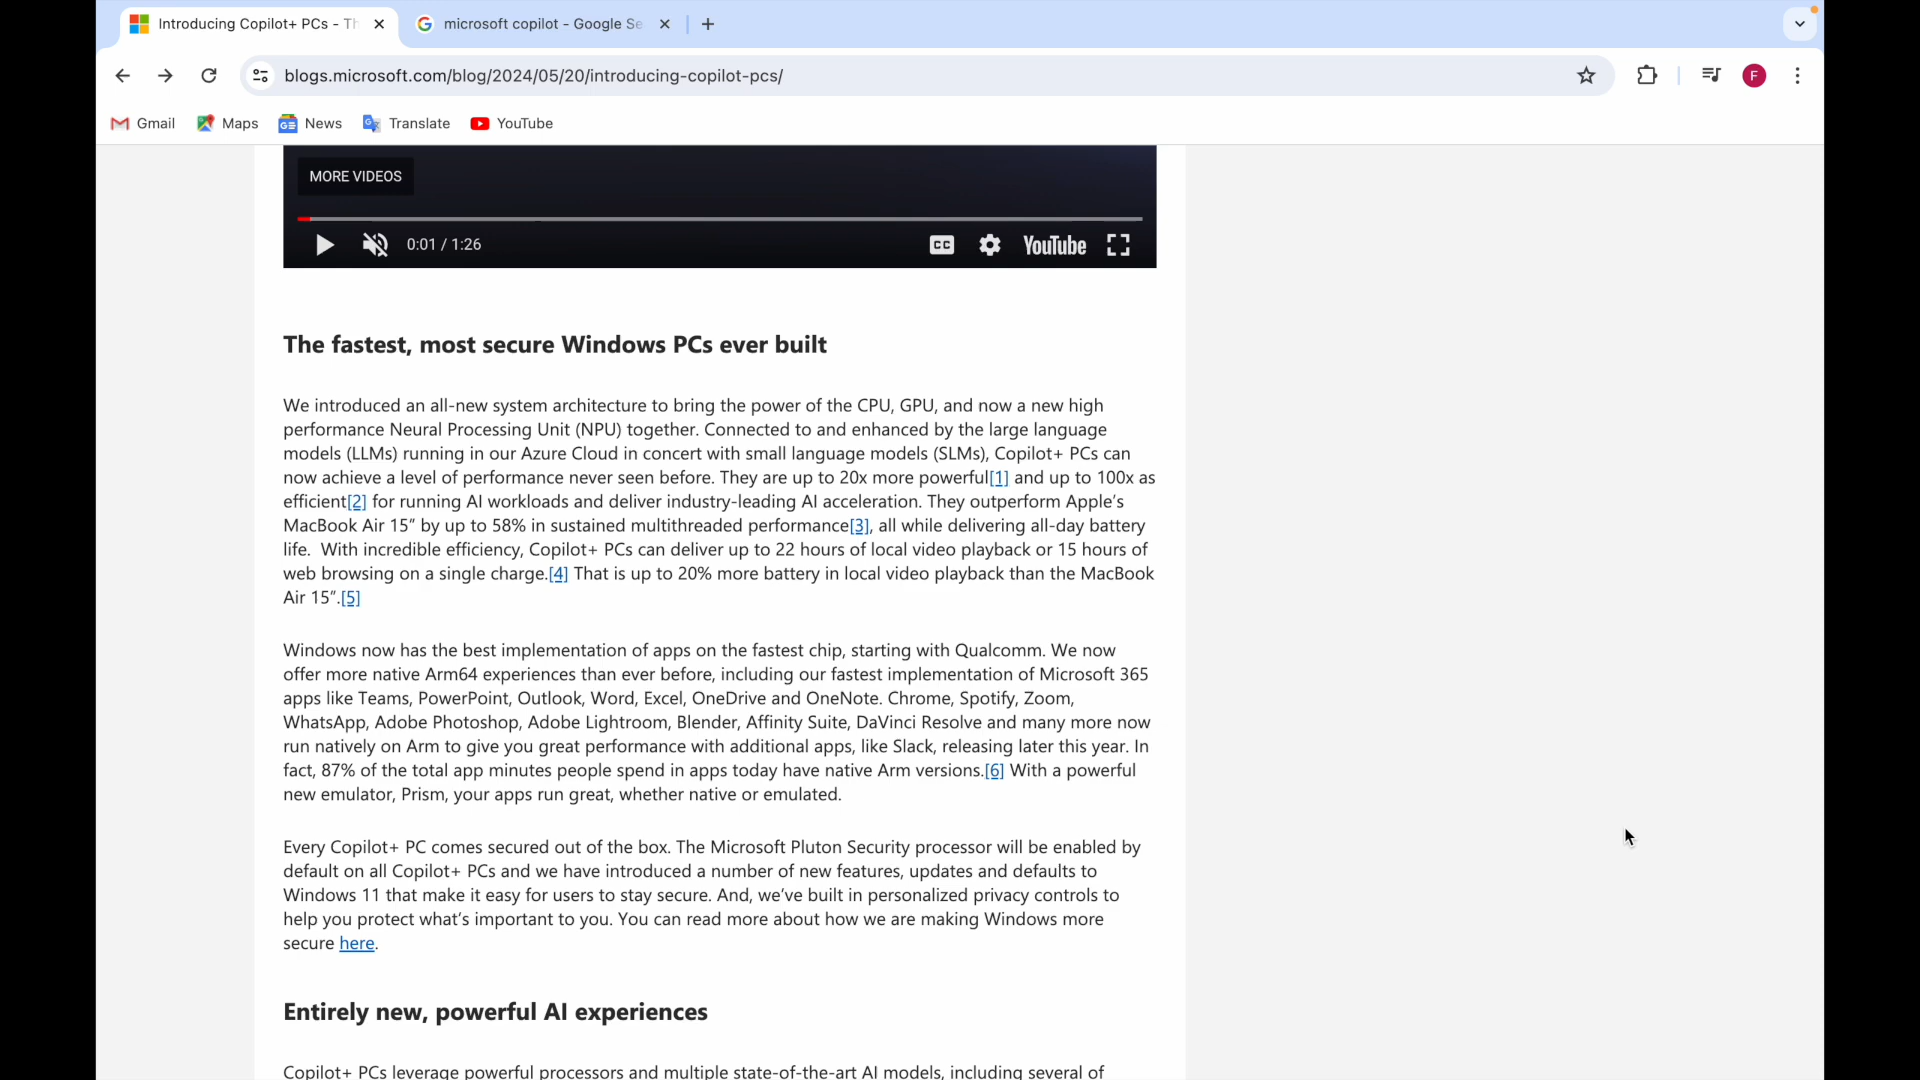 Introducing Copilot+ PCs - Th
microsoft copilot - Google Se
blogs.microsoft.com/blog/2024/05/20/introducing-copilot-pcs/
F
Gmail
Maps
News
Translate
YouTube
MORE VIDEOS
0:01 / 1:26
CC
YouTube
The fastest, most secure Windows PCs ever built
We introduced an all-new system architecture to bring the power of the CPU, GPU, and now a new high
performance Neural Processing Unit (NPU) together. Connected to and enhanced by the large language
models (LLMs) running in our Azure Cloud in concert with small language models (SLMs), Copilot+ PCs can
now achieve a level of performance never seen before. They are up to 20x more powerful[1] and up to 100x as
efficient[2] for running AI workloads and deliver industry-leading AI acceleration. They outperform Apple’s
MacBook Air 15” by up to 58% in sustained multithreaded performance[3], all while delivering all-day battery
life.  With incredible efficiency, Copilot+ PCs can deliver up to 22 hours of local video playback or 15 hours of
web browsing on a single charge.[4] That is up to 20% more battery in local video playback than the MacBook
Air 15”.[5]
Windows now has the best implementation of apps on the fastest chip, starting with Qualcomm. We now
offer more native Arm64 experiences than ever before, including our fastest implementation of Microsoft 365
apps like Teams, PowerPoint, Outlook, Word, Excel, OneDrive and OneNote. Chrome, Spotify, Zoom,
WhatsApp, Adobe Photoshop, Adobe Lightroom, Blender, Affinity Suite, DaVinci Resolve and many more now
run natively on Arm to give you great performance with additional apps, like Slack, releasing later this year. In
fact, 87% of the total app minutes people spend in apps today have native Arm versions.[6] With a powerful
new emulator, Prism, your apps run great, whether native or emulated.
Every Copilot+ PC comes secured out of the box. The Microsoft Pluton Security processor will be enabled by
default on all Copilot+ PCs and we have introduced a number of new features, updates and defaults to
Windows 11 that make it easy for users to stay secure. And, we’ve built in personalized privacy controls to
help you protect what’s important to you. You can read more about how we are making Windows more
secure here.
Entirely new, powerful AI experiences
Copilot+ PCs leverage powerful processors and multiple state-of-the-art AI models, including several of